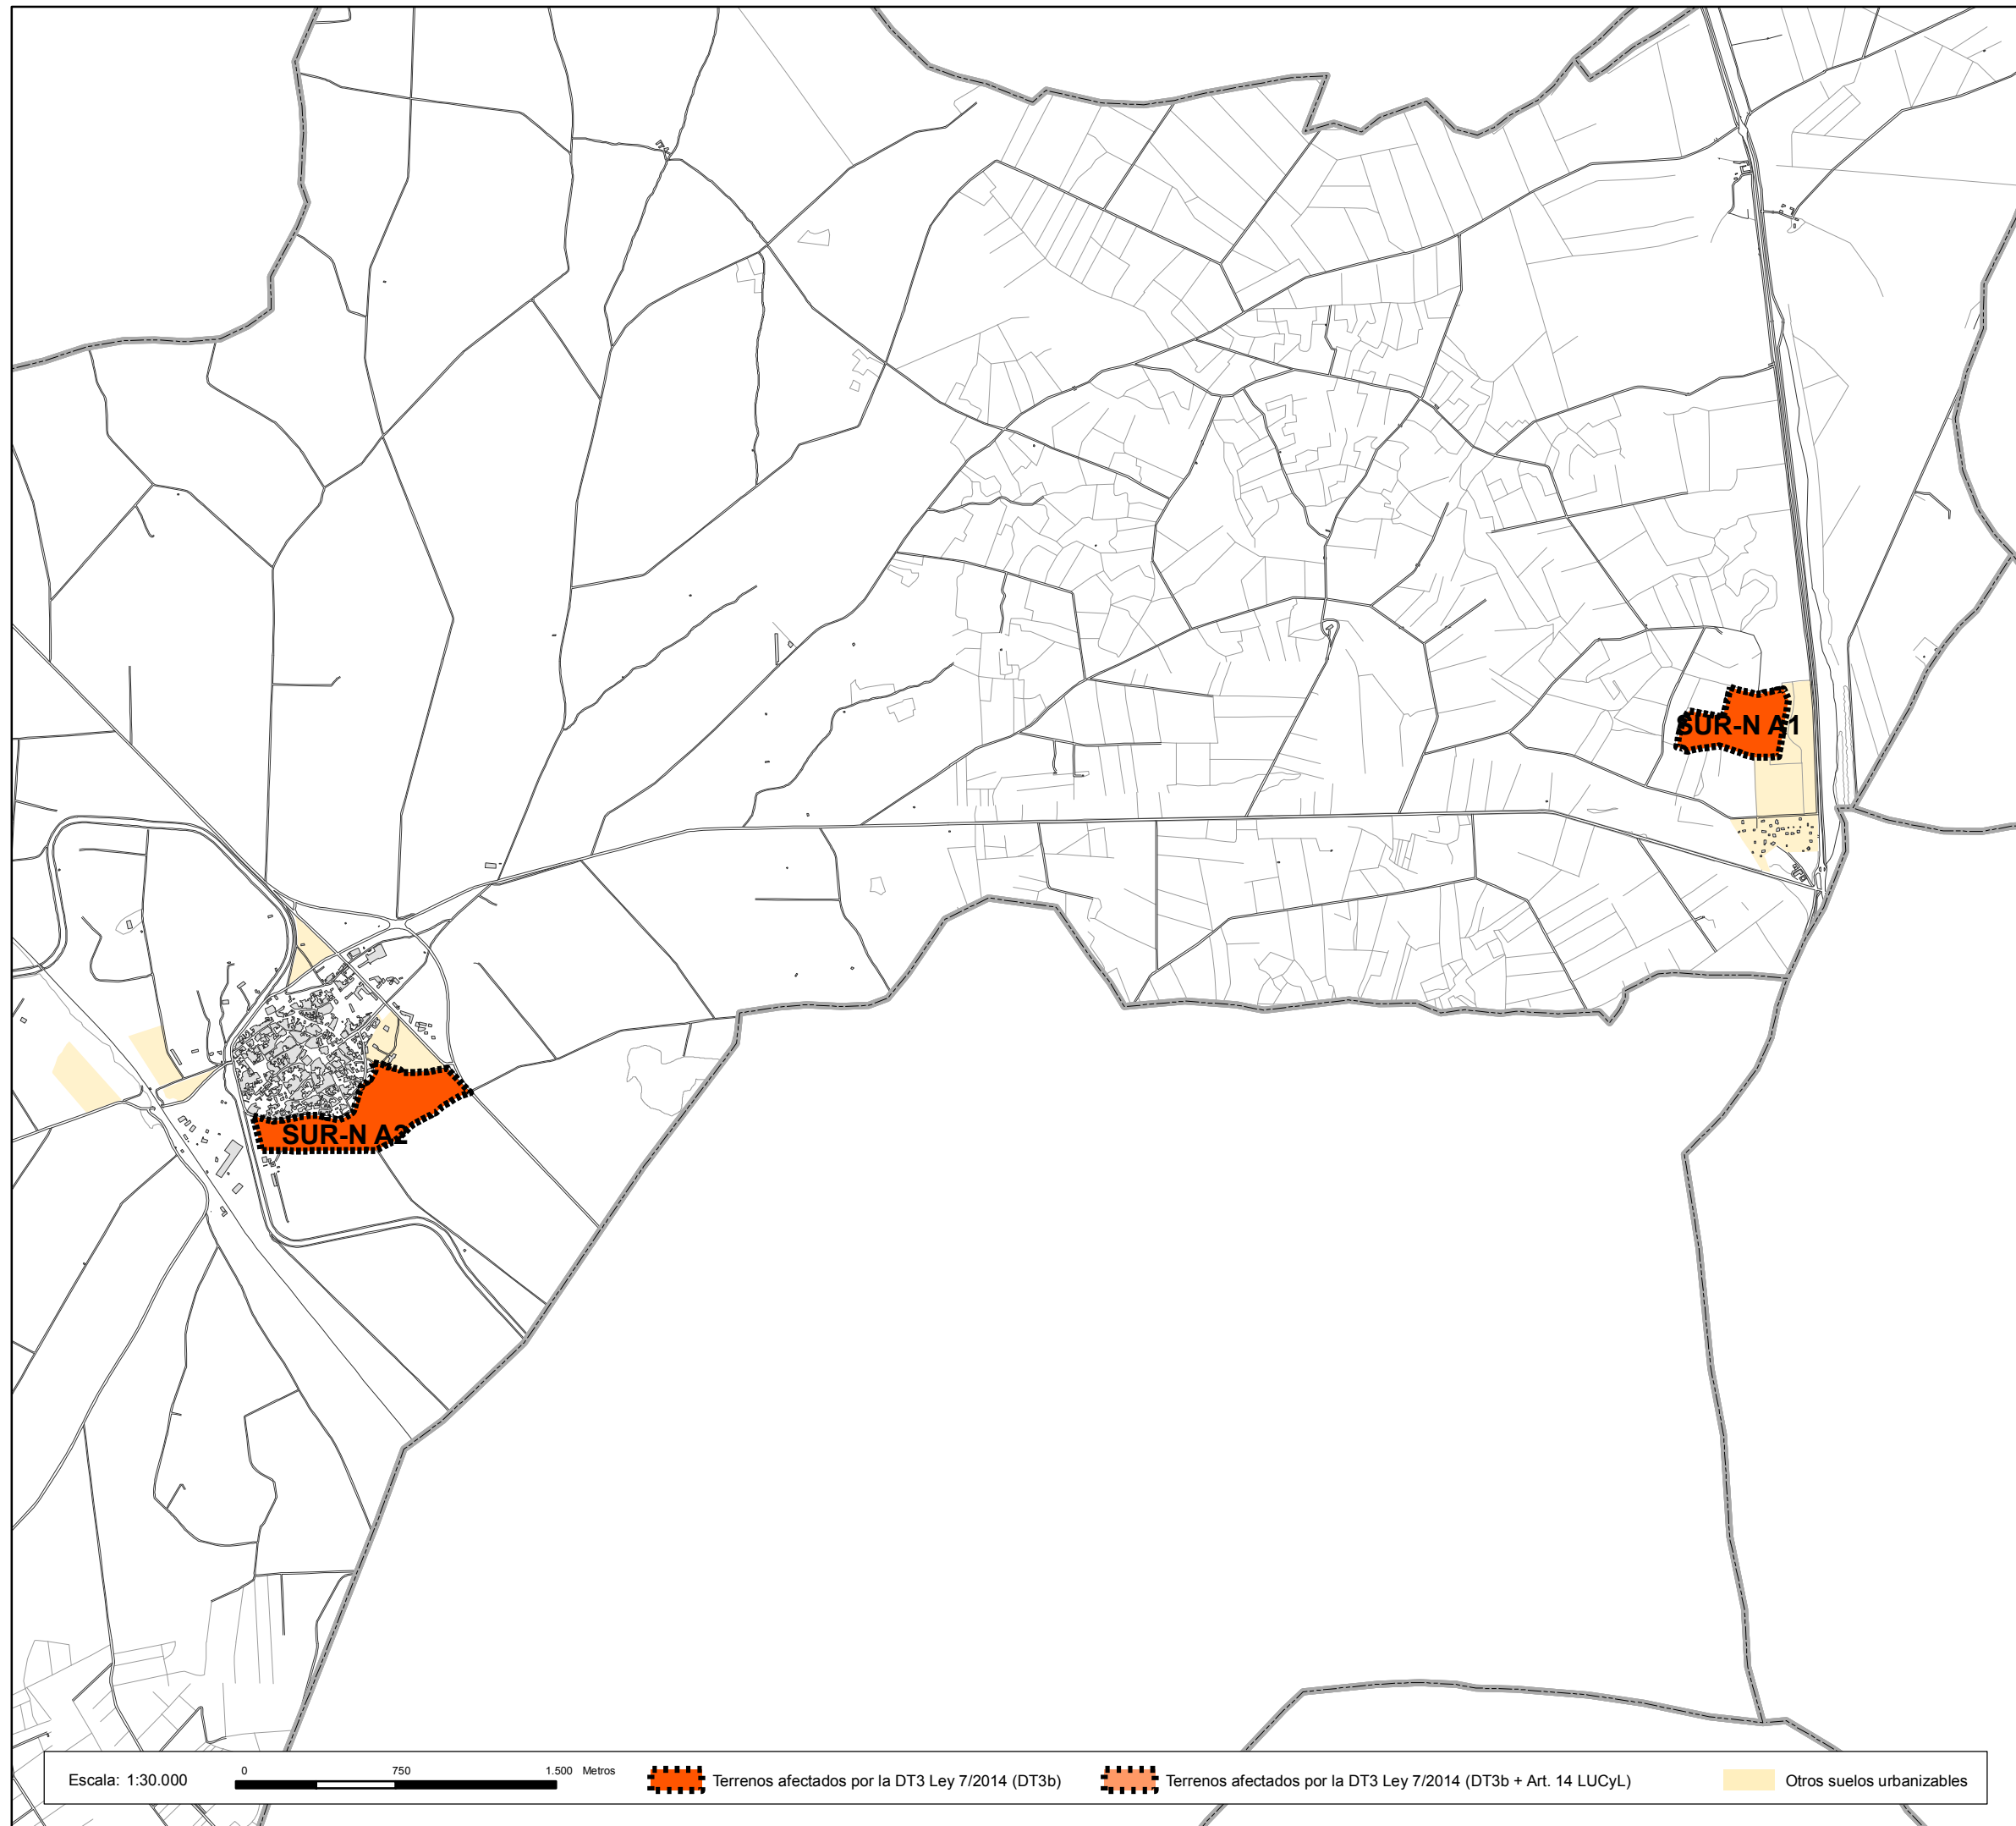 SUR-N A1
SUR-N A2
Escala: 1:30.000
0 750 1.500 Metros
Terrenos afectados por la DT3 Ley 7/2014 (DT3b)
Terrenos afectados por la DT3 Ley 7/2014 (DT3b + Art. 14 LUCyL)
Otros suelos urbanizables